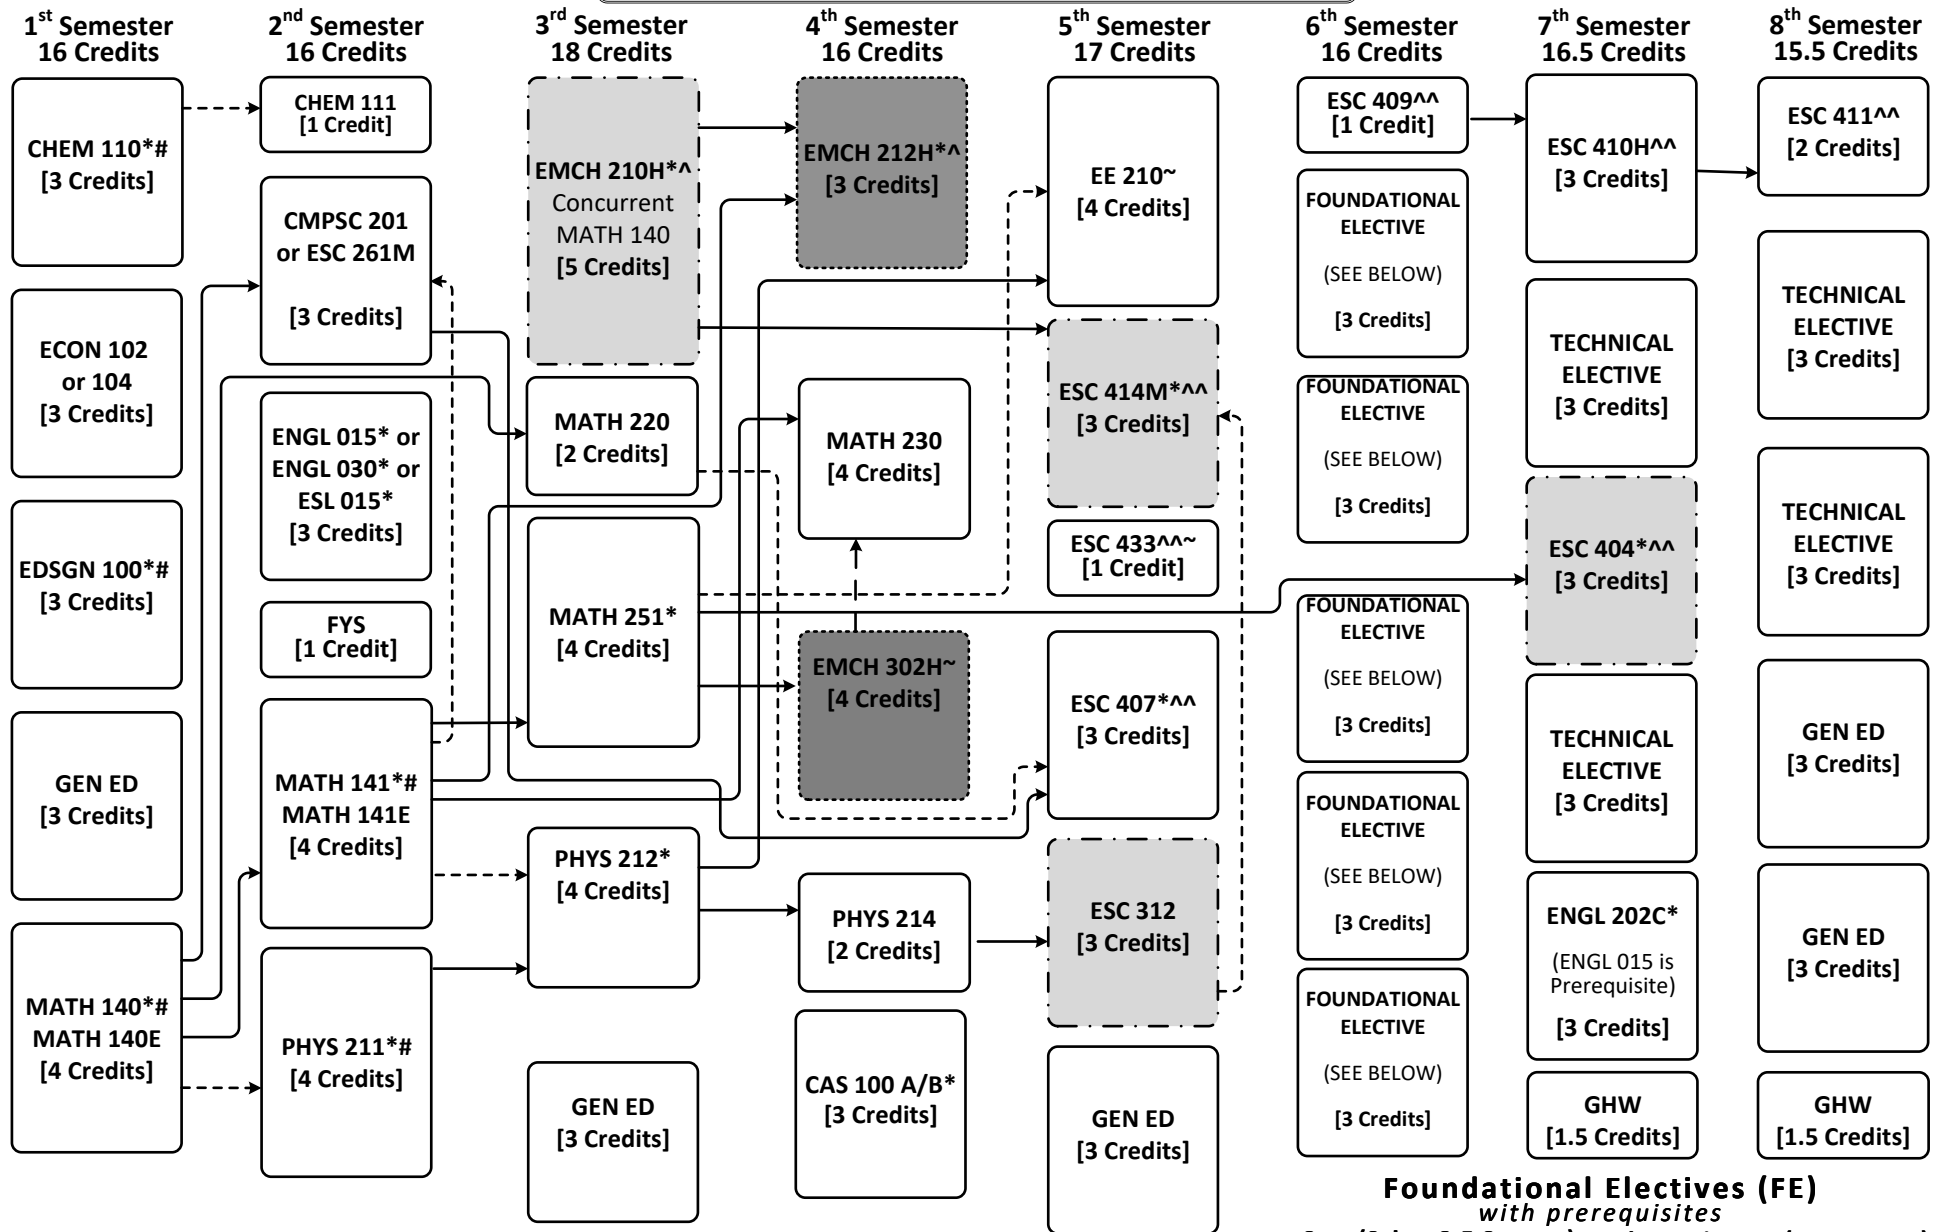 1st Semester
16 Credits
CHEM 110*#
[3 Credits]
ECON 102
or 104
[3 Credits]
EDSGN 100*#
[3 Credits]
GEN ED
[3 Credits]
MATH 140*#
MATH 140E
[4 Credits]
2nd Semester
16 Credits
CHEM 111
[1 Credit]
CMPSC 201
or ESC 261M
[3 Credits]
ENGL 015* or
ENGL 030* or
ESL 015*
[3 Credits]
FYS
[1 Credit]
MATH 141*#
MATH 141E
[4 Credits]
PHYS 211*#
[4 Credits]
3rd Semester
18 Credits
EMCH 210H*^
Concurrent
MATH 140
[5 Credits]
MATH 220
[2 Credits]
MATH 251*
[4 Credits]
PHYS 212*
[4 Credits]
GEN ED
[3 Credits]
4th Semester
16 Credits
EMCH 212H*^
[3 Credits]
MATH 230
[4 Credits]
EMCH 302H~
[4 Credits]
PHYS 214
[2 Credits]
CAS 100 A/B*
[3 Credits]
5th Semester
17 Credits
EE 210~
[4 Credits]
ESC 414M*^^
[3 Credits]
ESC 433^^~
[1 Credit]
ESC 407*^^
[3 Credits]
ESC 312
[3 Credits]
GEN ED
[3 Credits]
6th Semester
16 Credits
ESC 409^^
[1 Credit]
FOUNDATIONAL
ELECTIVE
(SEE BELOW)
[3 Credits]
FOUNDATIONAL
ELECTIVE
(SEE BELOW)
[3 Credits]
FOUNDATIONAL
ELECTIVE
(SEE BELOW)
[3 Credits]
FOUNDATIONAL
ELECTIVE
(SEE BELOW)
[3 Credits]
FOUNDATIONAL
ELECTIVE
(SEE BELOW)
[3 Credits]
7th Semester
16.5 Credits
ESC 410H^^
[3 Credits]
TECHNICAL
ELECTIVE
[3 Credits]
ESC 404*^^
[3 Credits]
TECHNICAL
ELECTIVE
[3 Credits]
ENGL 202C*
(ENGL 015 is
Prerequisite)
[3 Credits]
GHW
[1.5 Credits]
8th Semester
15.5 Credits
ESC 411^^
[2 Credits]
TECHNICAL
ELECTIVE
[3 Credits]
TECHNICAL
ELECTIVE
[3 Credits]
GEN ED
[3 Credits]
GEN ED
[3 Credits]
GHW
[1.5 Credits]
Foundational Electives (FE)
with prerequisites